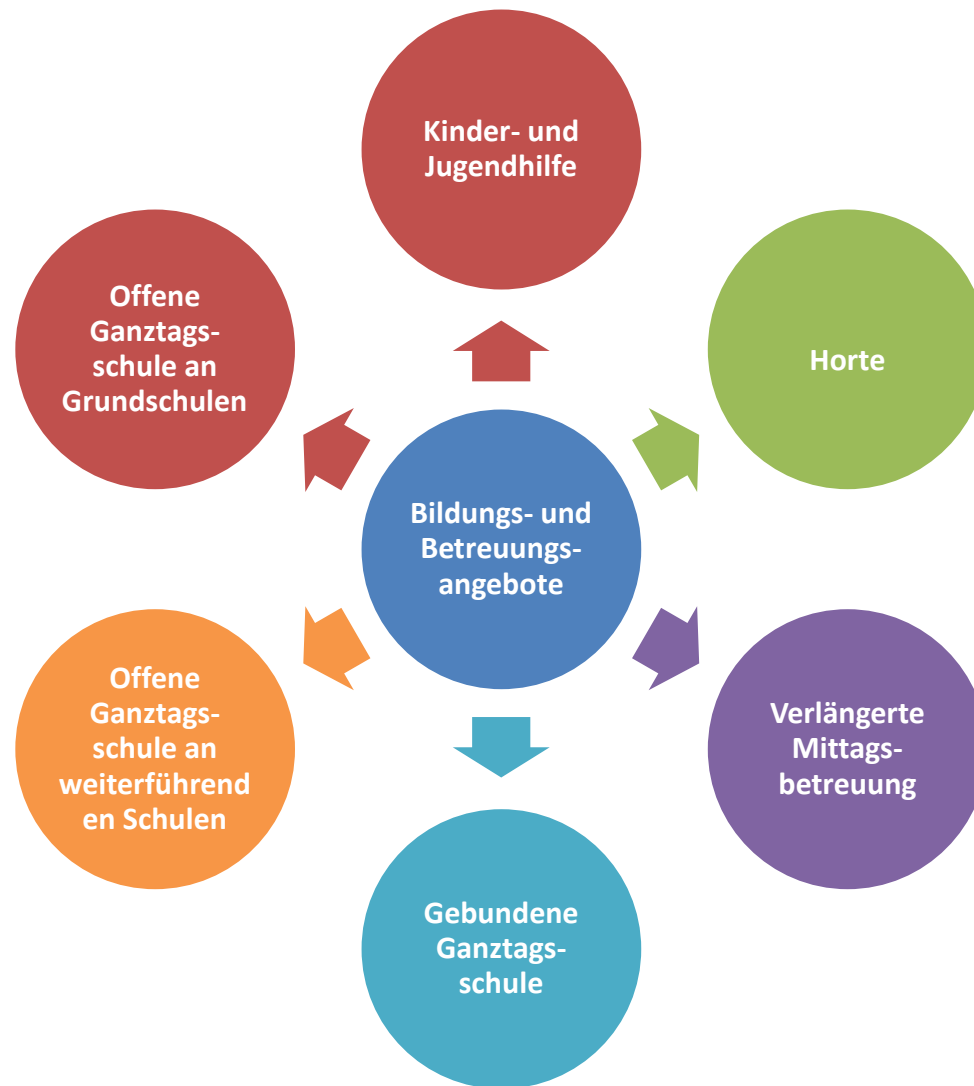 Kinder- und
Jugendhilfe
Offene
Ganztags-
schule an
Grundschulen
Horte
Bildungs- und
Betreuungs-
angebote
Offene
Ganztags-
schule an
weiterführend
en Schulen
Verlängerte
Mittags-
betreuung
Gebundene
Ganztags-
schule